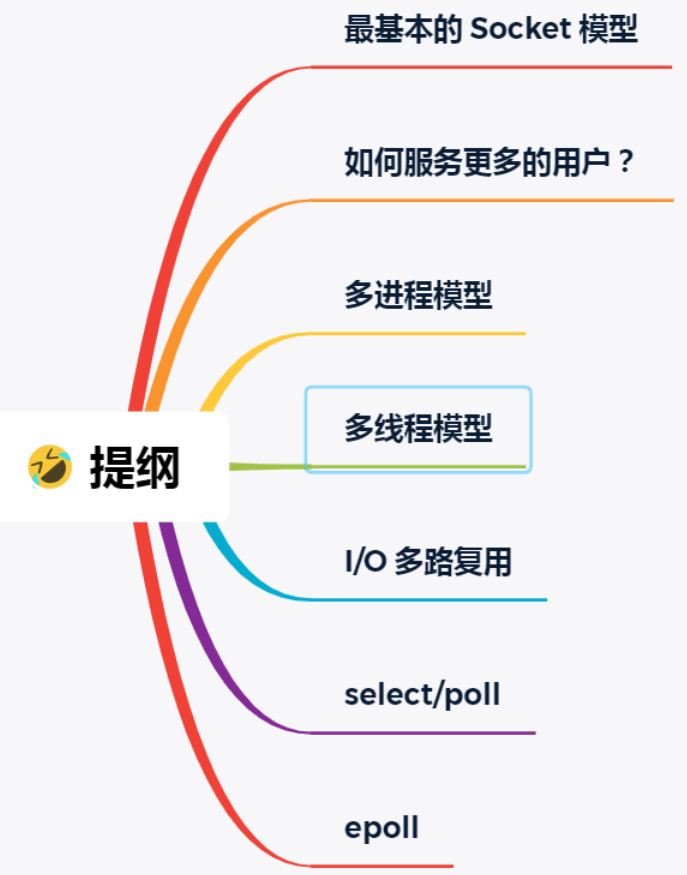 最基本的 Socket 模型
如何服务更多的用户？
多进程模型
多线程模型
提纲
I/O 多路复用
select/poll
epoll